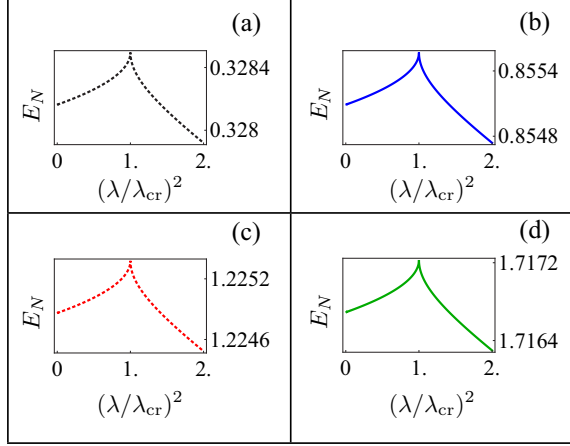 (a)
0.3284
0.328
E_N
0 1. 2.
(λ/λ_cr)^2
(b)
0.8554
0.8548
E_N
0 1. 2.
(λ/λ_cr)^2
(c)
1.2252
1.2246
E_N
0 1. 2.
(λ/λ_cr)^2
(d)
1.7172
1.7164
E_N
0 1. 2.
(λ/λ_cr)^2